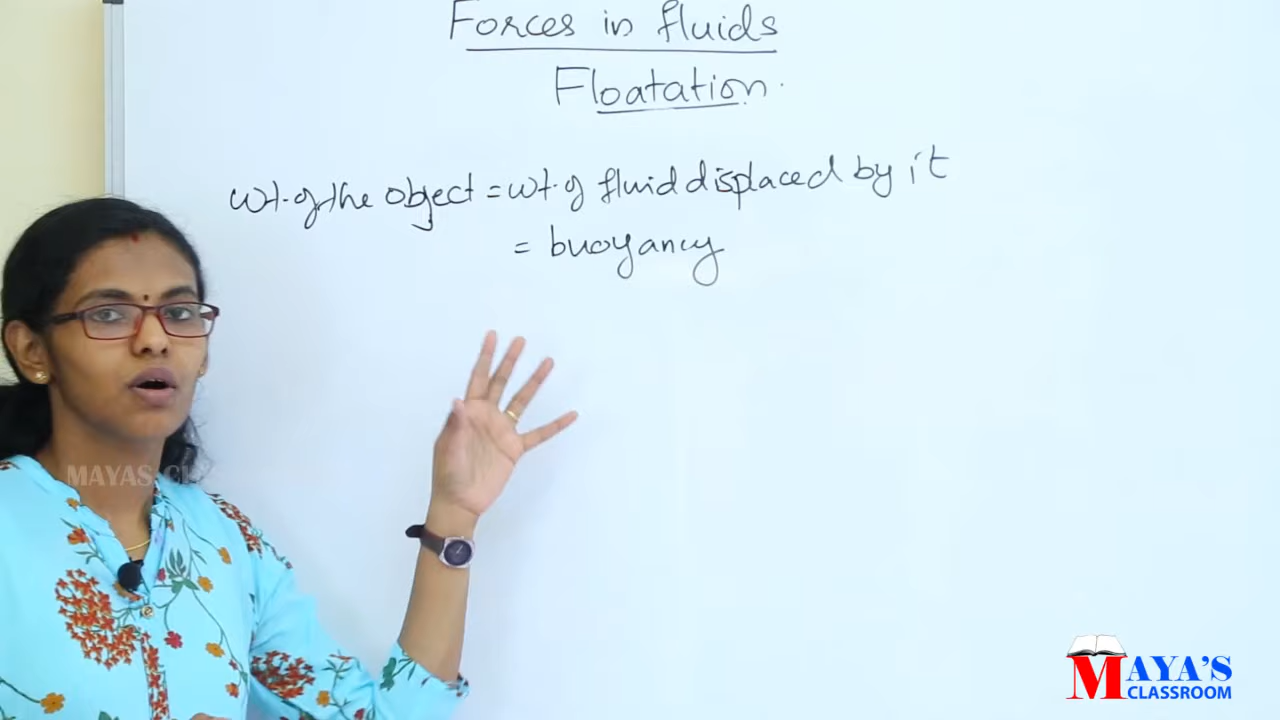 Forces in fluids
Floatation.
wt. of the object = wt. of fluid displaced by it
= buoyancy
MAYAS CL
MAYA'S
CLASSROOM